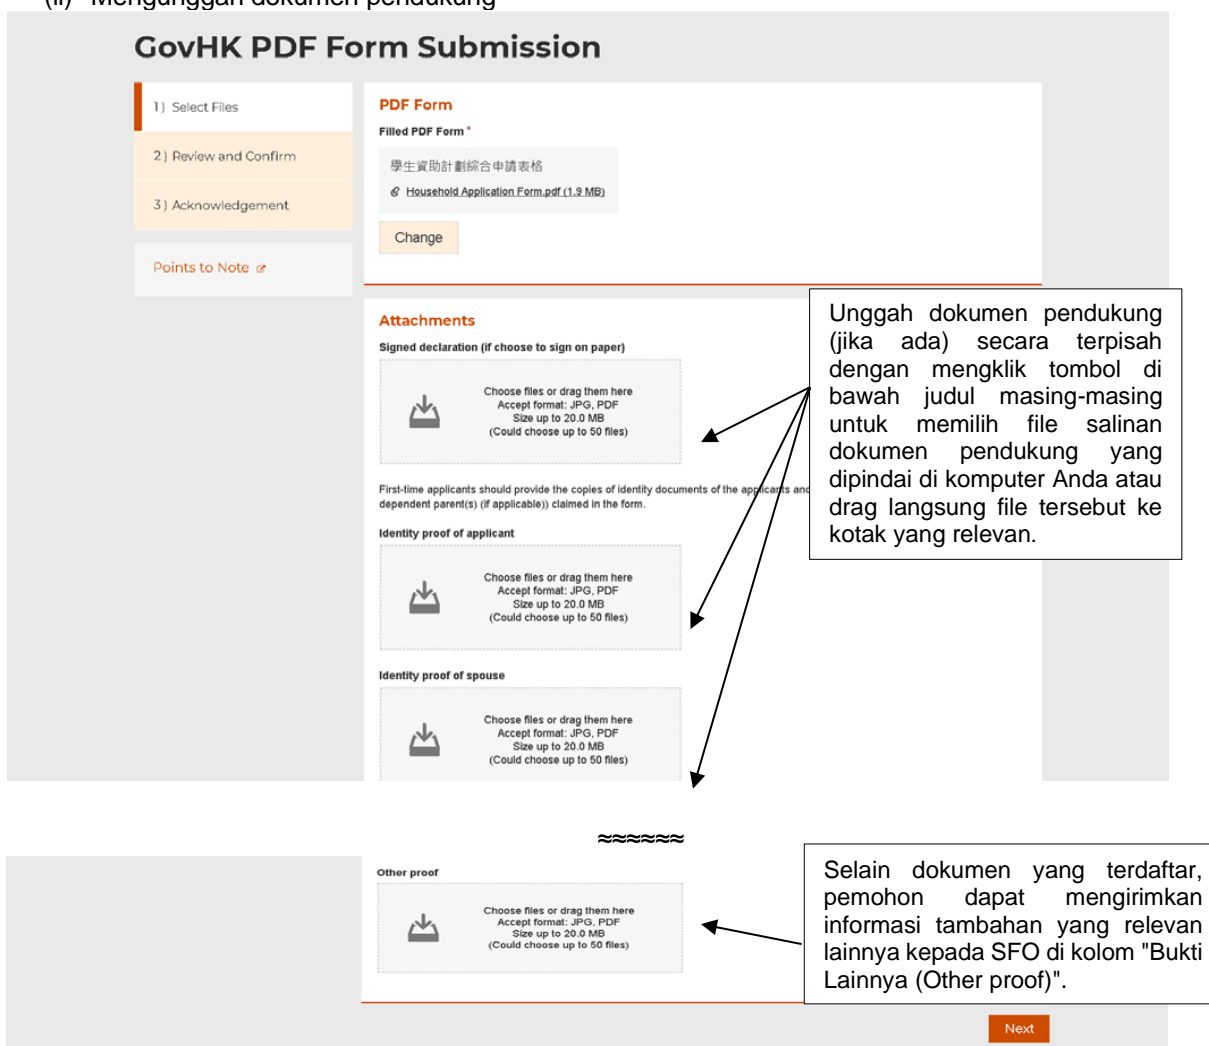 (ii) Mengunggah dokumen pendukung
GovHK PDF Form Submission
1) Select Files
2) Review and Confirm
3) Acknowledgement
Points to Note
PDF Form
Filled PDF Form *
學生資助計劃綜合申請表格
Household Application Form.pdf (1.9 MB)
Change
Attachments
Signed declaration (if choose to sign on paper)
Choose files or drag them here
Accept format: JPG, PDF
Size up to 20.0 MB
(Could choose up to 50 files)
First-time applicants should provide the copies of identity documents of the applicants and
dependent parent(s) (if applicable)) claimed in the form.
Identity proof of applicant
Choose files or drag them here
Accept format: JPG, PDF
Size up to 20.0 MB
(Could choose up to 50 files)
Identity proof of spouse
Choose files or drag them here
Accept format: JPG, PDF
Size up to 20.0 MB
(Could choose up to 50 files)
Unggah dokumen pendukung
(jika ada) secara terpisah
dengan mengklik tombol di
bawah judul masing-masing
untuk memilih file salinan
dokumen pendukung yang
dipindai di komputer Anda atau
drag langsung file tersebut ke
kotak yang relevan.
≈≈≈≈≈≈
Other proof
Choose files or drag them here
Accept format: JPG, PDF
Size up to 20.0 MB
(Could choose up to 50 files)
Selain dokumen yang terdaftar,
pemohon dapat mengirimkan
informasi tambahan yang relevan
lainnya kepada SFO di kolom "Bukti
Lainnya (Other proof)".
Next